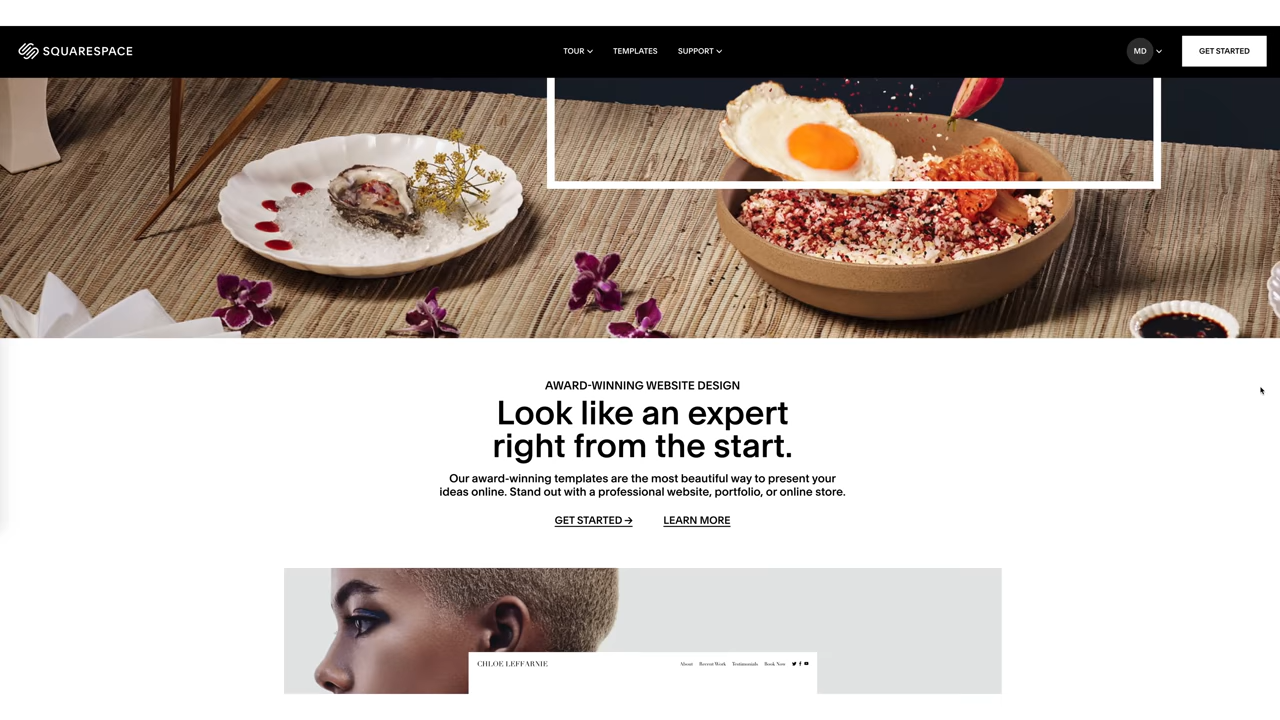 SQUARESPACE
TOUR
TEMPLATES
SUPPORT
MD
GET STARTED
AWARD-WINNING WEBSITE DESIGN
Look like an expert
right from the start.
Our award-winning templates are the most beautiful way to present your
ideas online. Stand out with a professional website, portfolio, or online store.
GET STARTED →
LEARN MORE
CHLOE LEFFARNIE
About
Recent Work
Testimonials
Book Now